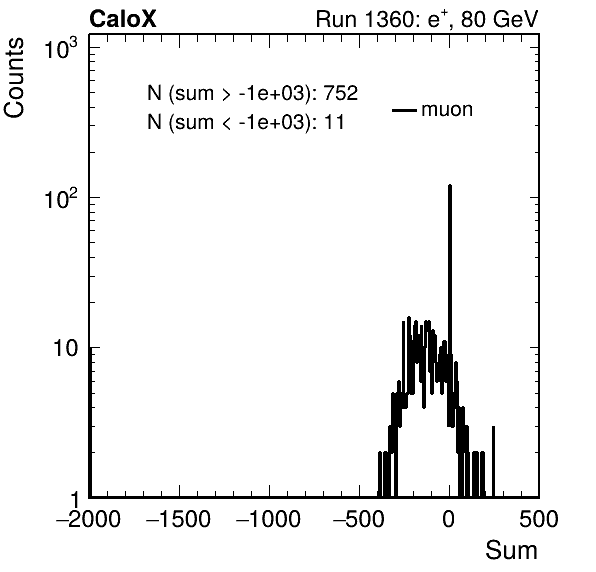 CaloX Run 1360: e⁺, 80 GeV
Counts
10³
N (sum > -1e+03): 752
N (sum < -1e+03): 11
muon
10²
10
1
−2000 −1500 −1000 −500 0 500
Sum